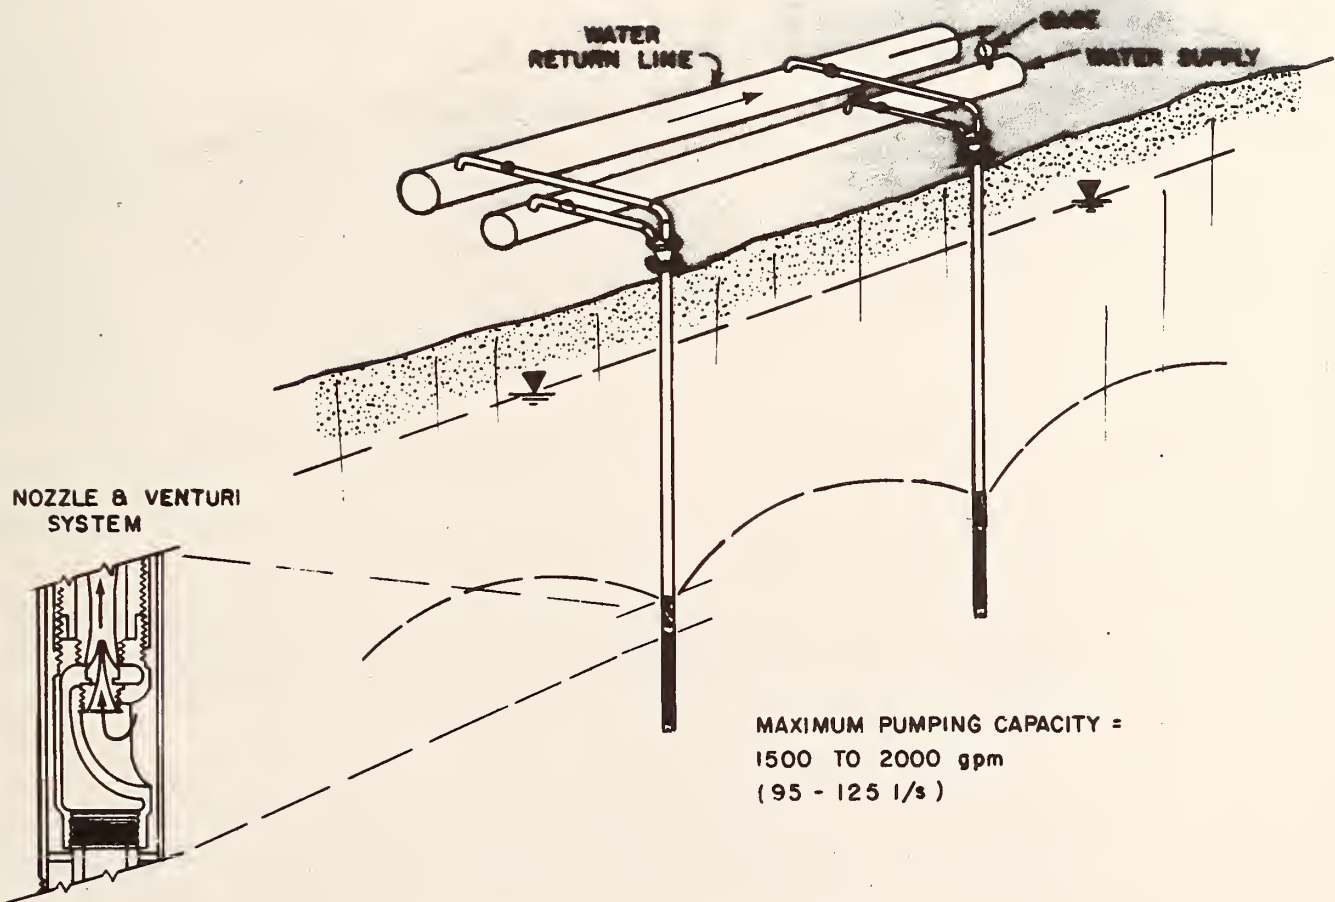 WATER
RETURN LINE
GAGE
WATER SUPPLY
NOZZLE & VENTURI
SYSTEM
MAXIMUM PUMPING CAPACITY =
1500 TO 2000 gpm
(95 - 125 l/s)